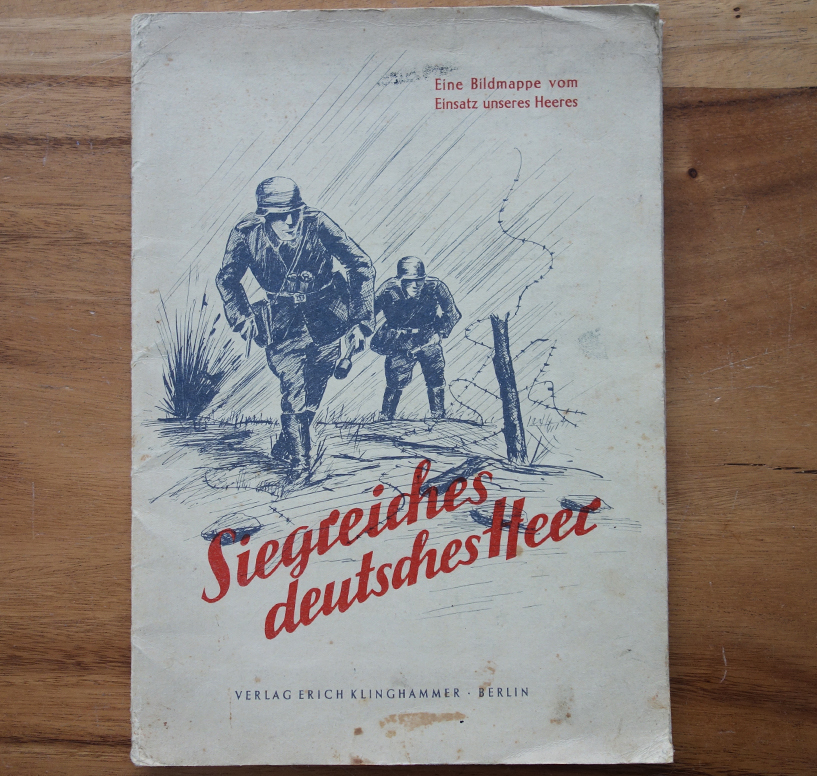 Eine Bildmappe vom
Einsatz unseres Heeres
Siegreiches
deutsches Heer
VERLAG ERICH KLINGHAMMER · BERLIN